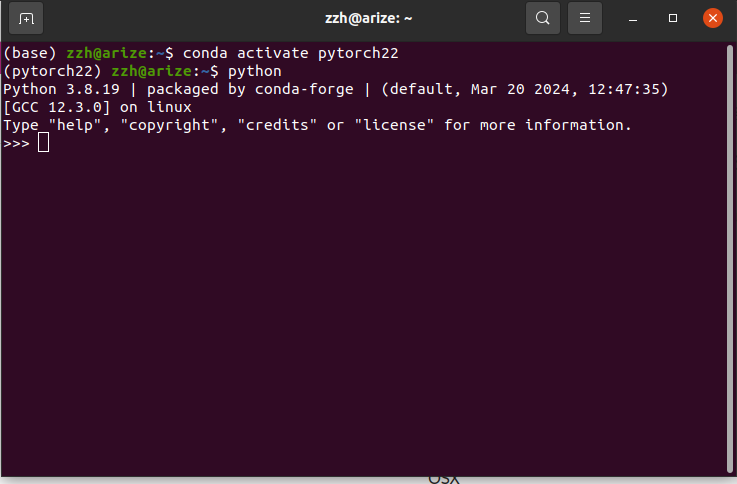 zzh@arize: ~
(base) zzh@arize:~$ conda activate pytorch22
(pytorch22) zzh@arize:~$ python
Python 3.8.19 | packaged by conda-forge | (default, Mar 20 2024, 12:47:35)
[GCC 12.3.0] on linux
Type "help", "copyright", "credits" or "license" for more information.
>>>
OSX